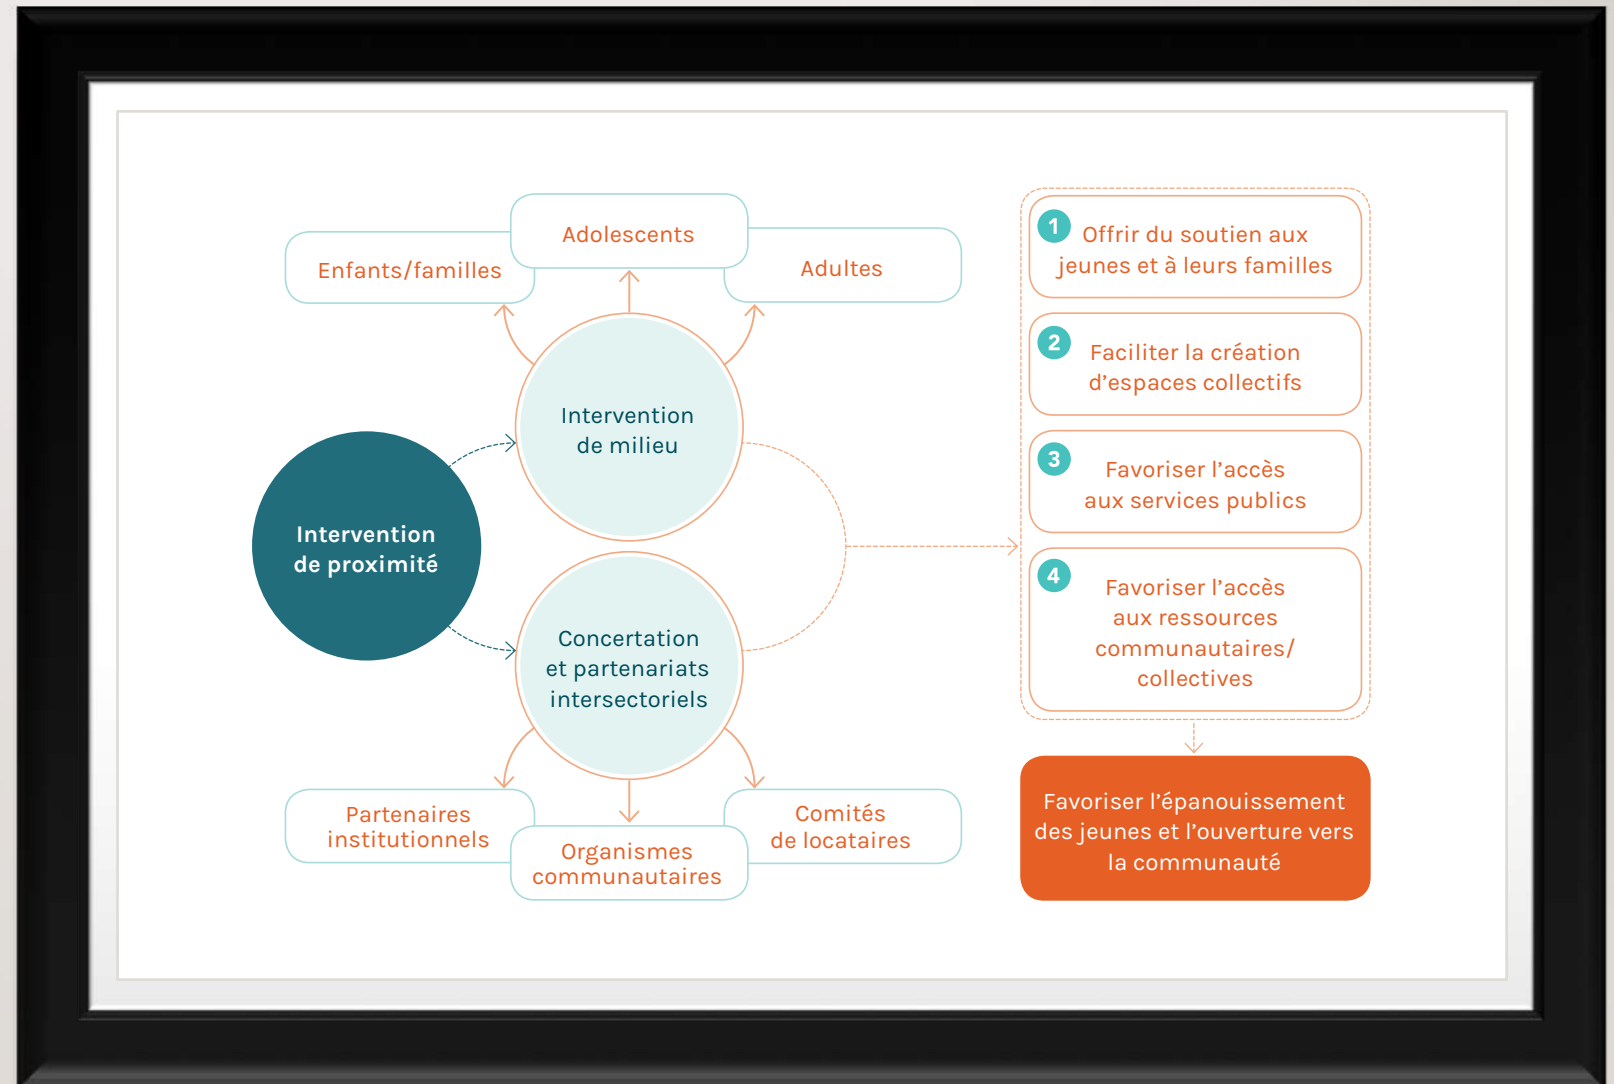 Adolescents
Enfants/familles
Adultes
Intervention
de milieu
Intervention
de proximité
Concertation
et partenariats
intersectoriels
Partenaires
institutionnels
Organismes
communautaires
Comités
de locataires
1
Offrir du soutien aux
jeunes et à leurs familles
2
Faciliter la création
d’espaces collectifs
3
Favoriser l’accès
aux services publics
4
Favoriser l’accès
aux ressources
communautaires/
collectives
Favoriser l’épanouissement
des jeunes et l’ouverture vers
la communauté